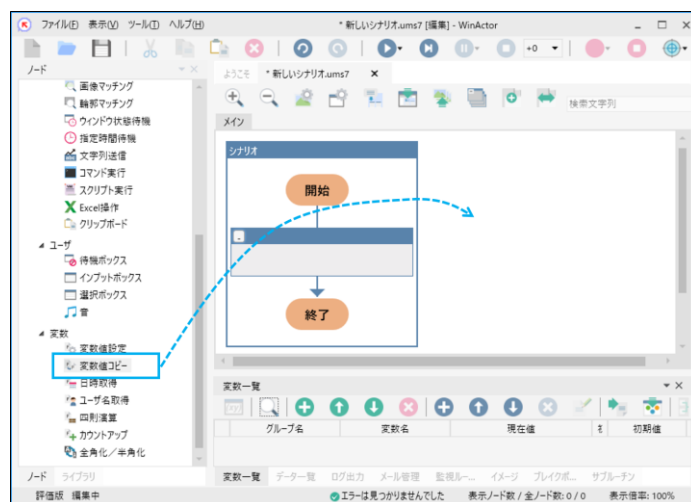 ファイル(F) 表示(V) ツール(T) ヘルプ(H) * 新しいシナリオ.ums7 [編集] - WinActor
+0
ノード
画像マッチング
輪郭マッチング
ウィンドウ状態待機
指定時間待機
文字列送信
コマンド実行
スクリプト実行
Excel操作
クリップボード
ユーザ
待機ボックス
インプットボックス
選択ボックス
音
変数
変数値設定
変数値コピー
日時取得
ユーザ名取得
四則演算
カウントアップ
全角化／半角化
ノード ライブラリ
ようこそ * 新しいシナリオ.ums7
検索文字列
メイン
シナリオ
開始
終了
変数一覧
グループ名 変数名 現在値 初期値
変数一覧 データ一覧 ログ出力 メール管理 監視ルー... イメージ ブレイクポ... サブルーチン
評価版 編集中 エラーは見つかりませんでした 表示ノード数 / 全ノード数: 0 / 0 表示倍率: 100%